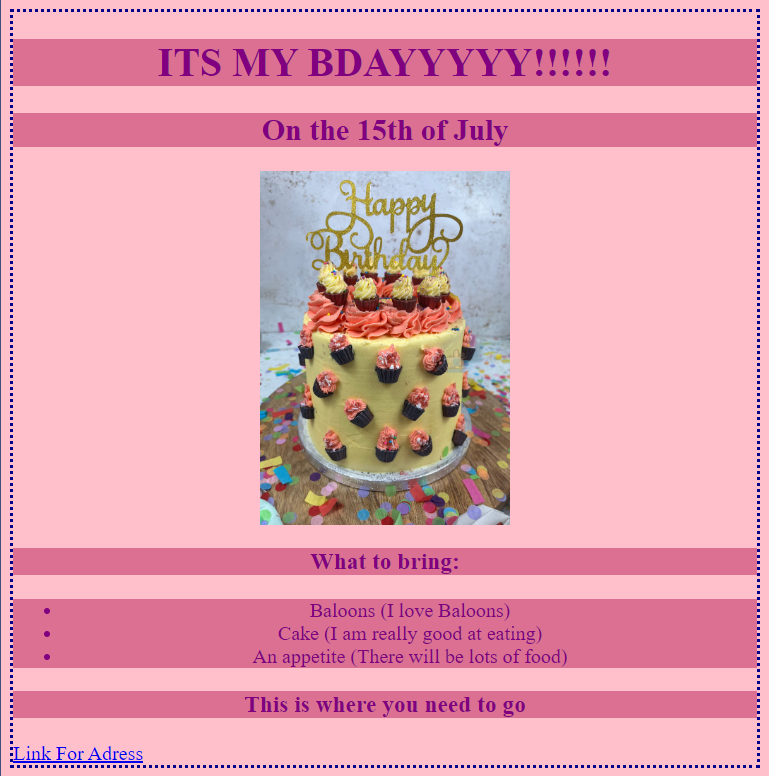 ITS MY BDAYYYYY!!!!!!
On the 15th of July
Happy
Birthday
What to bring:
Baloons (I love Baloons)
Cake (I am really good at eating)
An appetite (There will be lots of food)
This is where you need to go
Link For Adress